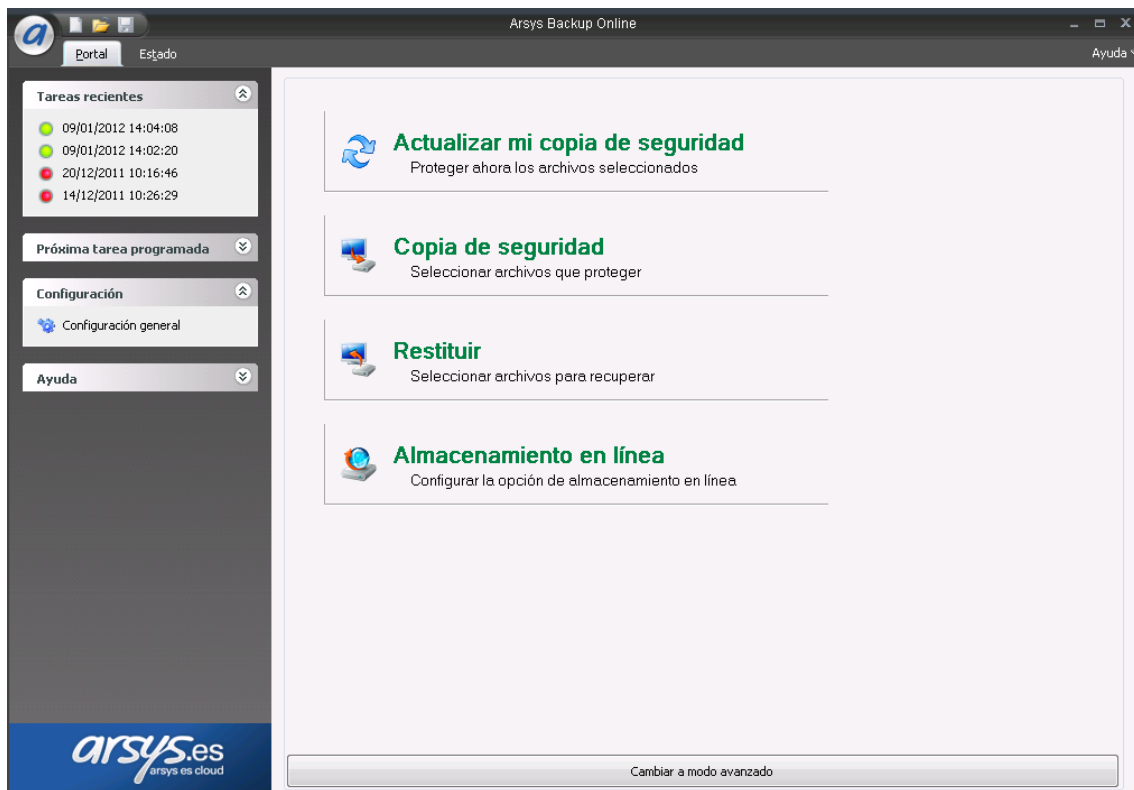 Arsys Backup Online
Portal
Estado
Ayuda
Tareas recientes
09/01/2012 14:04:08
09/01/2012 14:02:20
20/12/2011 10:16:46
14/12/2011 10:26:29
Próxima tarea programada
Configuración
Configuración general
Ayuda
Actualizar mi copia de seguridad
Proteger ahora los archivos seleccionados
Copia de seguridad
Seleccionar archivos que proteger
Restituir
Seleccionar archivos para recuperar
Almacenamiento en línea
Configurar la opción de almacenamiento en línea
arsys.es
arsys es cloud
Cambiar a modo avanzado